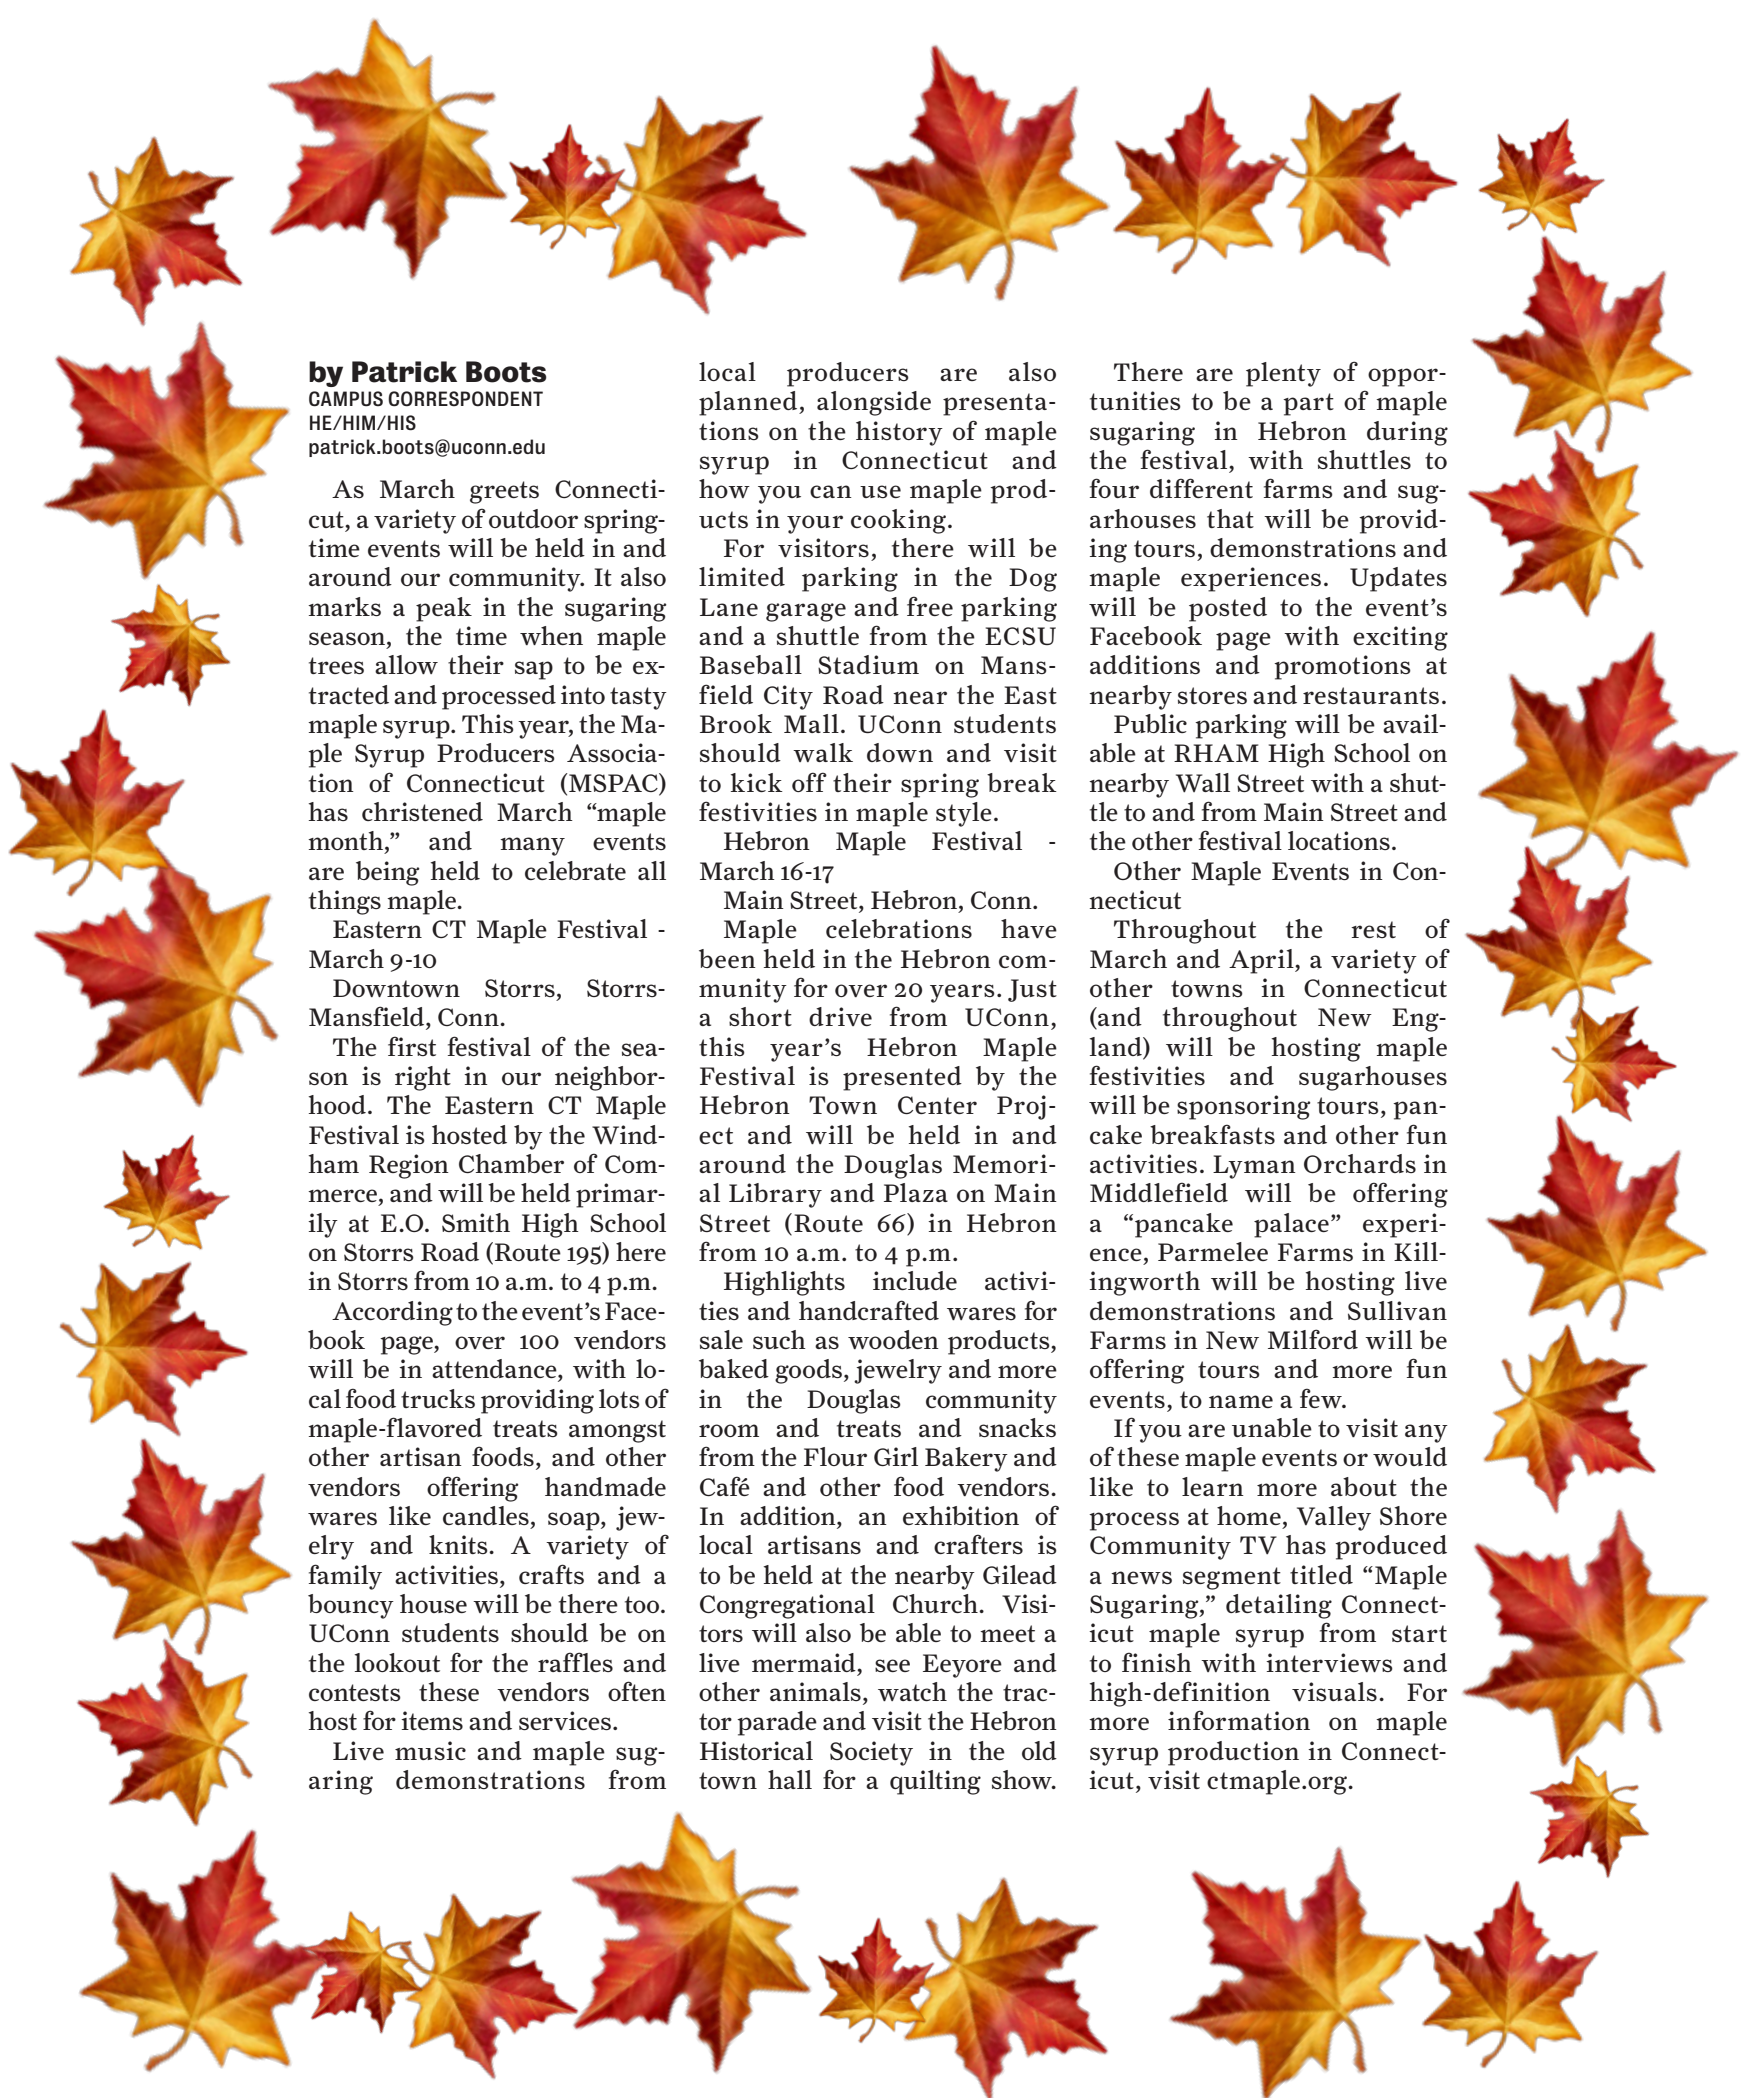 by Patrick Boots
CAMPUS CORRESPONDENT
HE/HIM/HIS
patrick.boots@uconn.edu
As March greets Connecti-
cut, a variety of outdoor spring-
time events will be held in and
around our community. It also
marks a peak in the sugaring
season, the time when maple
trees allow their sap to be ex-
tracted and processed into tasty
maple syrup. This year, the Ma-
ple Syrup Producers Associa-
tion of Connecticut (MSPAC)
has christened March “maple
month,” and many events
are being held to celebrate all
things maple.
Eastern CT Maple Festival -
March 9-10
Downtown Storrs, Storrs-
Mansfield, Conn.
The first festival of the sea-
son is right in our neighbor-
hood. The Eastern CT Maple
Festival is hosted by the Wind-
ham Region Chamber of Com-
merce, and will be held primar-
ily at E.O. Smith High School
on Storrs Road (Route 195) here
in Storrs from 10 a.m. to 4 p.m.
According to the event’s Face-
book page, over 100 vendors
will be in attendance, with lo-
cal food trucks providing lots of
maple-flavored treats amongst
other artisan foods, and other
vendors offering handmade
wares like candles, soap, jew-
elry and knits. A variety of
family activities, crafts and a
bouncy house will be there too.
UConn students should be on
the lookout for the raffles and
contests these vendors often
host for items and services.
Live music and maple sug-
aring demonstrations from
local producers are also
planned, alongside presenta-
tions on the history of maple
syrup in Connecticut and
how you can use maple prod-
ucts in your cooking.
For visitors, there will be
limited parking in the Dog
Lane garage and free parking
and a shuttle from the ECSU
Baseball Stadium on Mans-
field City Road near the East
Brook Mall. UConn students
should walk down and visit
to kick off their spring break
festivities in maple style.
Hebron Maple Festival -
March 16-17
Main Street, Hebron, Conn.
Maple celebrations have
been held in the Hebron com-
munity for over 20 years. Just
a short drive from UConn,
this year’s Hebron Maple
Festival is presented by the
Hebron Town Center Proj-
ect and will be held in and
around the Douglas Memori-
al Library and Plaza on Main
Street (Route 66) in Hebron
from 10 a.m. to 4 p.m.
Highlights include activi-
ties and handcrafted wares for
sale such as wooden products,
baked goods, jewelry and more
in the Douglas community
room and treats and snacks
from the Flour Girl Bakery and
Café and other food vendors.
In addition, an exhibition of
local artisans and crafters is
to be held at the nearby Gilead
Congregational Church. Visi-
tors will also be able to meet a
live mermaid, see Eeyore and
other animals, watch the trac-
tor parade and visit the Hebron
Historical Society in the old
town hall for a quilting show.
There are plenty of oppor-
tunities to be a part of maple
sugaring in Hebron during
the festival, with shuttles to
four different farms and sug-
arhouses that will be provid-
ing tours, demonstrations and
maple experiences. Updates
will be posted to the event’s
Facebook page with exciting
additions and promotions at
nearby stores and restaurants.
Public parking will be avail-
able at RHAM High School on
nearby Wall Street with a shut-
tle to and from Main Street and
the other festival locations.
Other Maple Events in Con-
necticut
Throughout the rest of
March and April, a variety of
other towns in Connecticut
(and throughout New Eng-
land) will be hosting maple
festivities and sugarhouses
will be sponsoring tours, pan-
cake breakfasts and other fun
activities. Lyman Orchards in
Middlefield will be offering
a “pancake palace” experi-
ence, Parmelee Farms in Kill-
ingworth will be hosting live
demonstrations and Sullivan
Farms in New Milford will be
offering tours and more fun
events, to name a few.
If you are unable to visit any
of these maple events or would
like to learn more about the
process at home, Valley Shore
Community TV has produced
a news segment titled “Maple
Sugaring,” detailing Connect-
icut maple syrup from start
to finish with interviews and
high-definition visuals. For
more information on maple
syrup production in Connect-
icut, visit ctmaple.org.